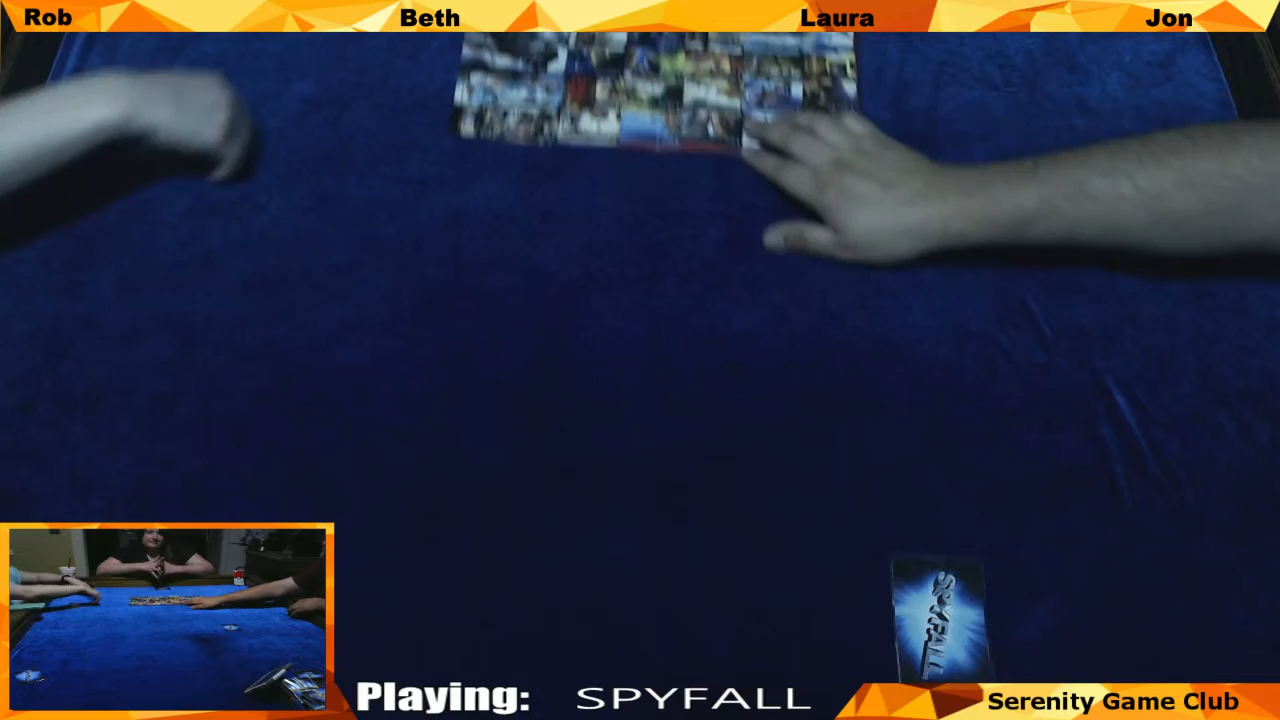 Rob
Beth
Laura
Jon
SPYFALL
Playing: SPYFALL
Serenity Game Club